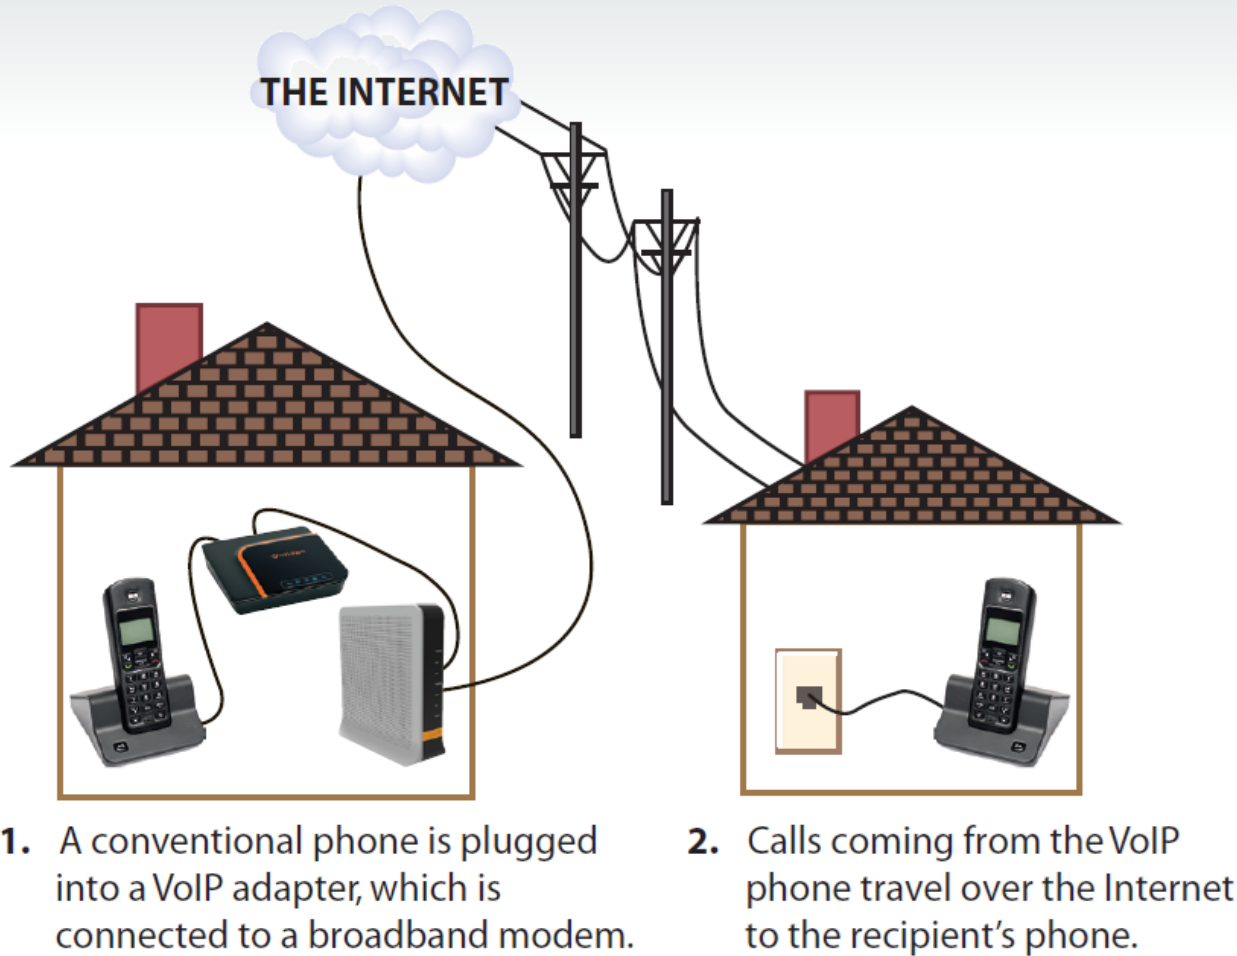 THE INTERNET
1. A conventional phone is plugged
into a VoIP adapter, which is
connected to a broadband modem.
2. Calls coming from the VoIP
phone travel over the Internet
to the recipient's phone.